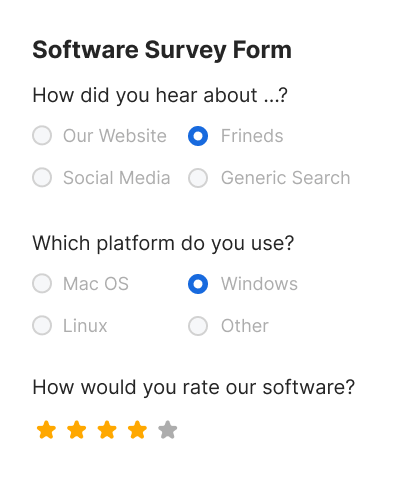 Software Survey Form
How did you hear about ...?
Our Website Frineds
Social Media Generic Search
Which platform do you use?
Mac OS Windows
Linux Other
How would you rate our software?